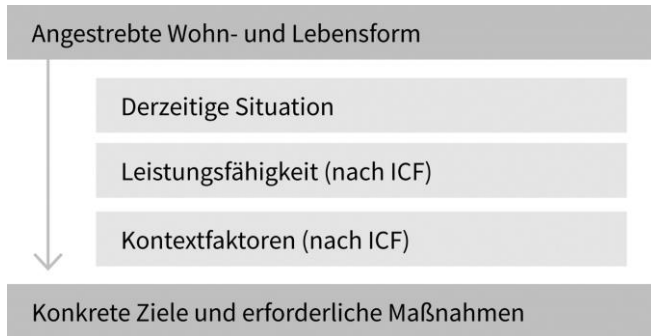 Angestrebte Wohn- und Lebensform
Derzeitige Situation
Leistungsfähigkeit (nach ICF)
Kontextfaktoren (nach ICF)
Konkrete Ziele und erforderliche Maßnahmen